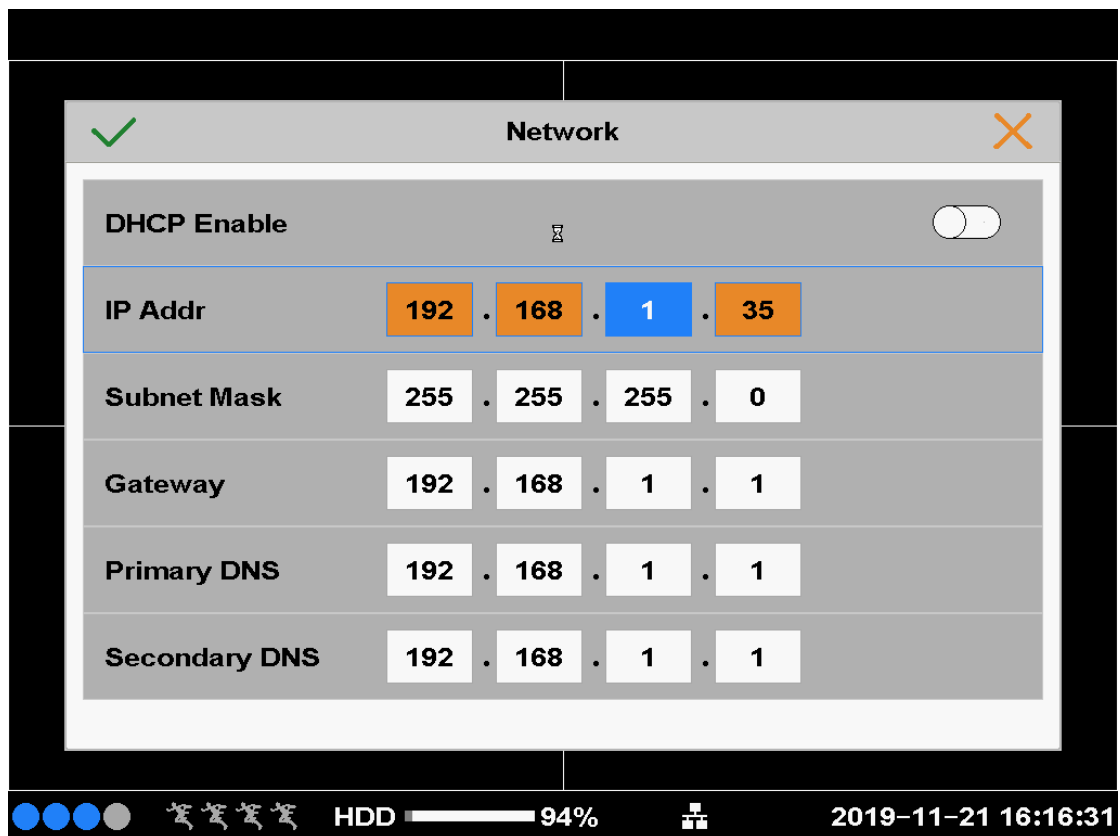 Network
DHCP Enable
IP Addr 192 . 168 . 1 . 35
Subnet Mask 255 . 255 . 255 . 0
Gateway 192 . 168 . 1 . 1
Primary DNS 192 . 168 . 1 . 1
Secondary DNS 192 . 168 . 1 . 1
HDD 94% 2019-11-21 16:16:31